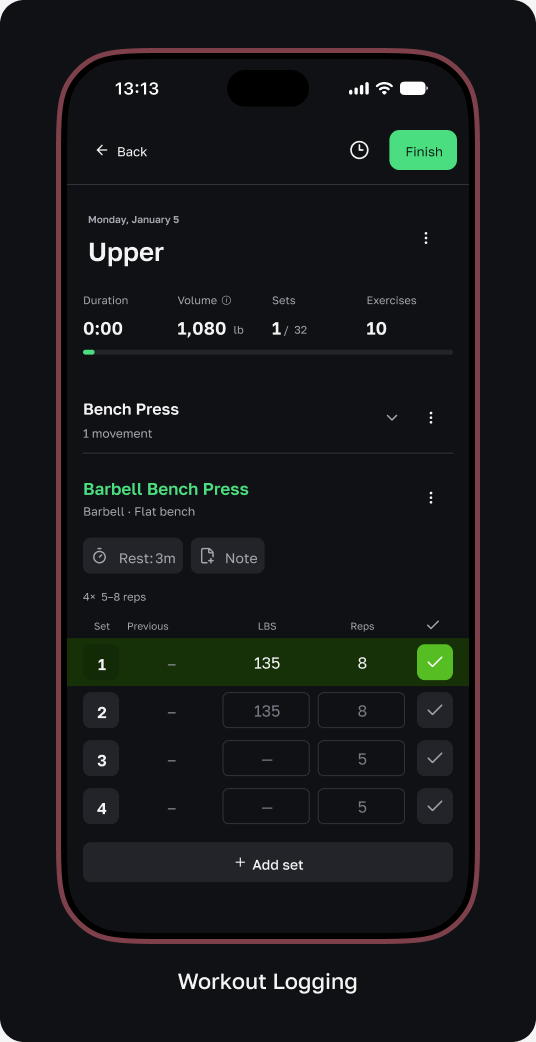 13:13
Back
Finish
Monday, January 5
Upper
Duration Volume Sets Exercises
0:00 1,080 lb 1 / 32 10
Bench Press
1 movement
Barbell Bench Press
Barbell · Flat bench
Rest: 3m Note
4× 5–8 reps
Set Previous LBS Reps
1 – 135 8
2 – 135 8
3 – – 5
4 – – 5
+ Add set
Workout Logging